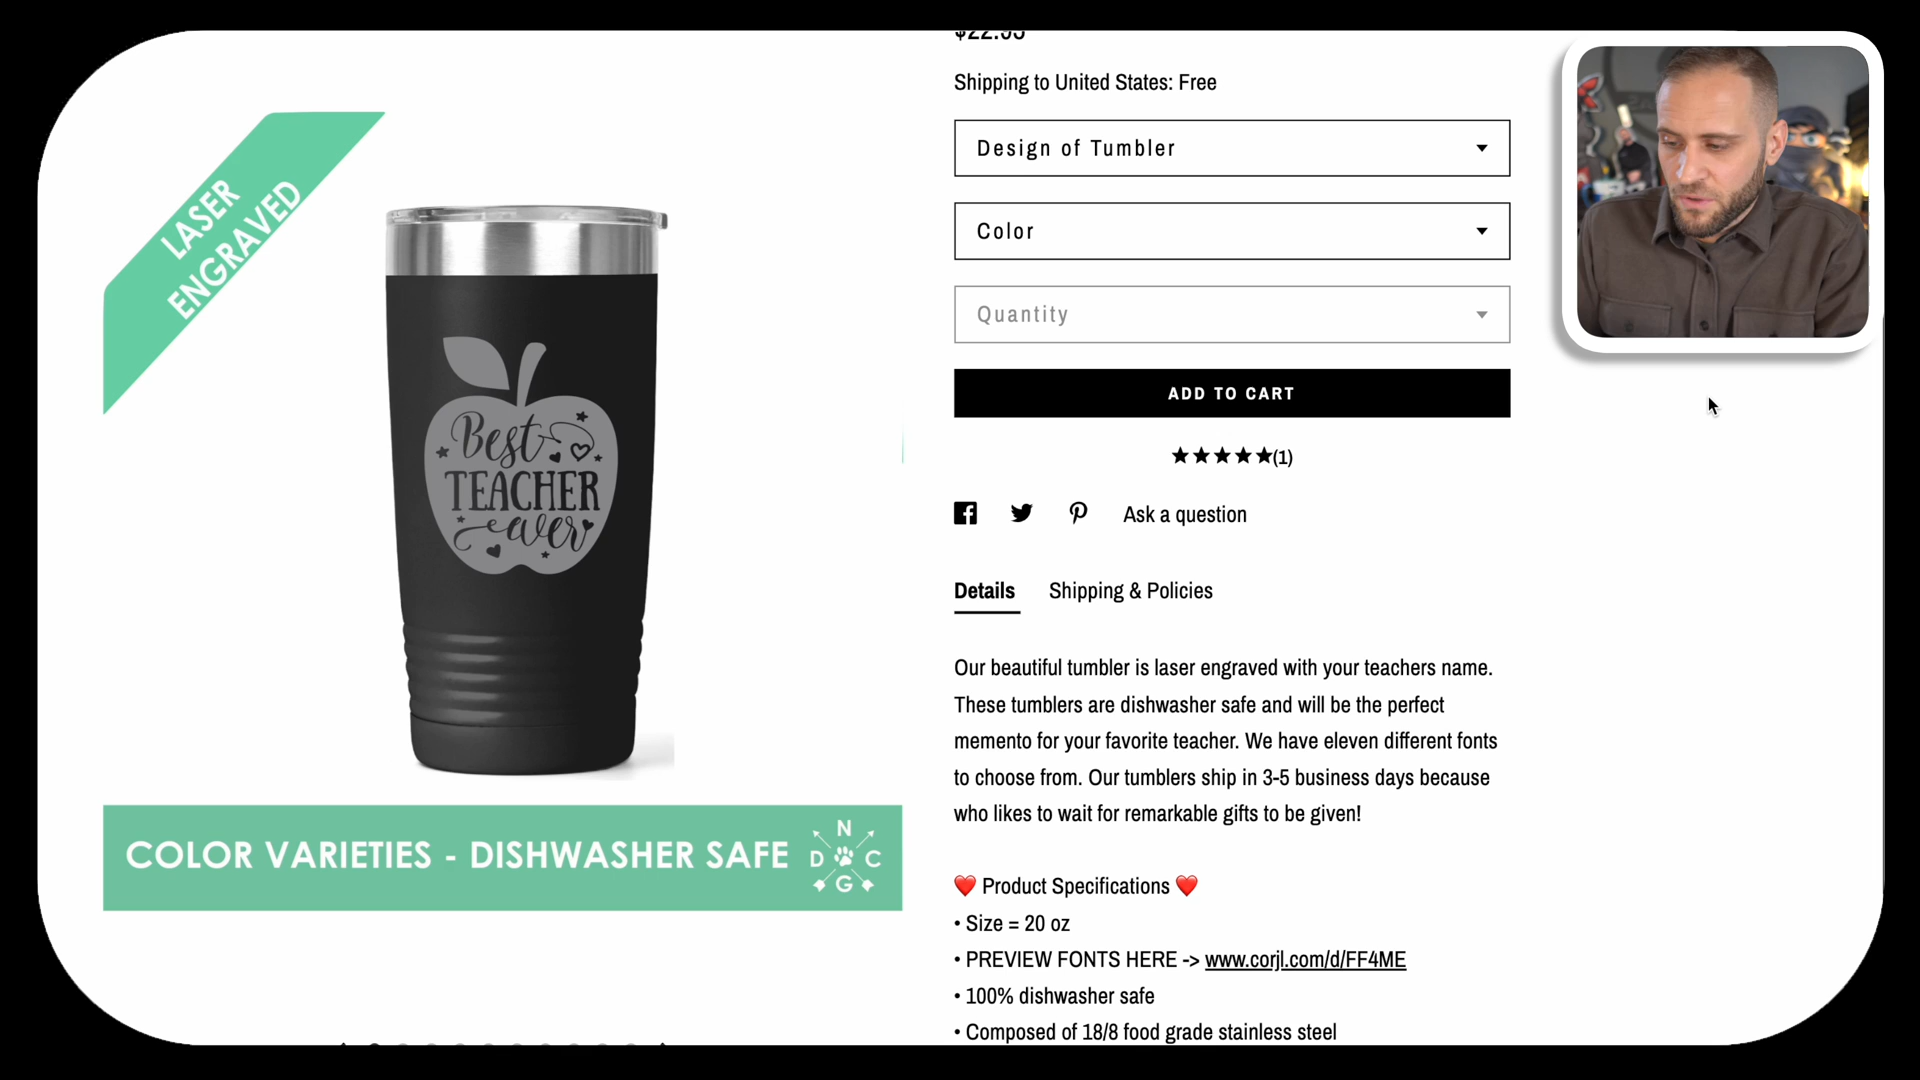 $22.95
Shipping to United States: Free
Design of Tumbler
Color
Quantity
ADD TO CART
★★★★★(1)
Ask a question
Details
Shipping & Policies
Our beautiful tumbler is laser engraved with your teachers name.
These tumblers are dishwasher safe and will be the perfect
memento for your favorite teacher. We have eleven different fonts
to choose from. Our tumblers ship in 3-5 business days because
who likes to wait for remarkable gifts to be given!
❤️ Product Specifications ❤️
• Size = 20 oz
• PREVIEW FONTS HERE -> www.corjl.com/d/FF4ME
• 100% dishwasher safe
• Composed of 18/8 food grade stainless steel
LASER
ENGRAVED
Best
TEACHER
ever
COLOR VARIETIES - DISHWASHER SAFE
N
D C
G